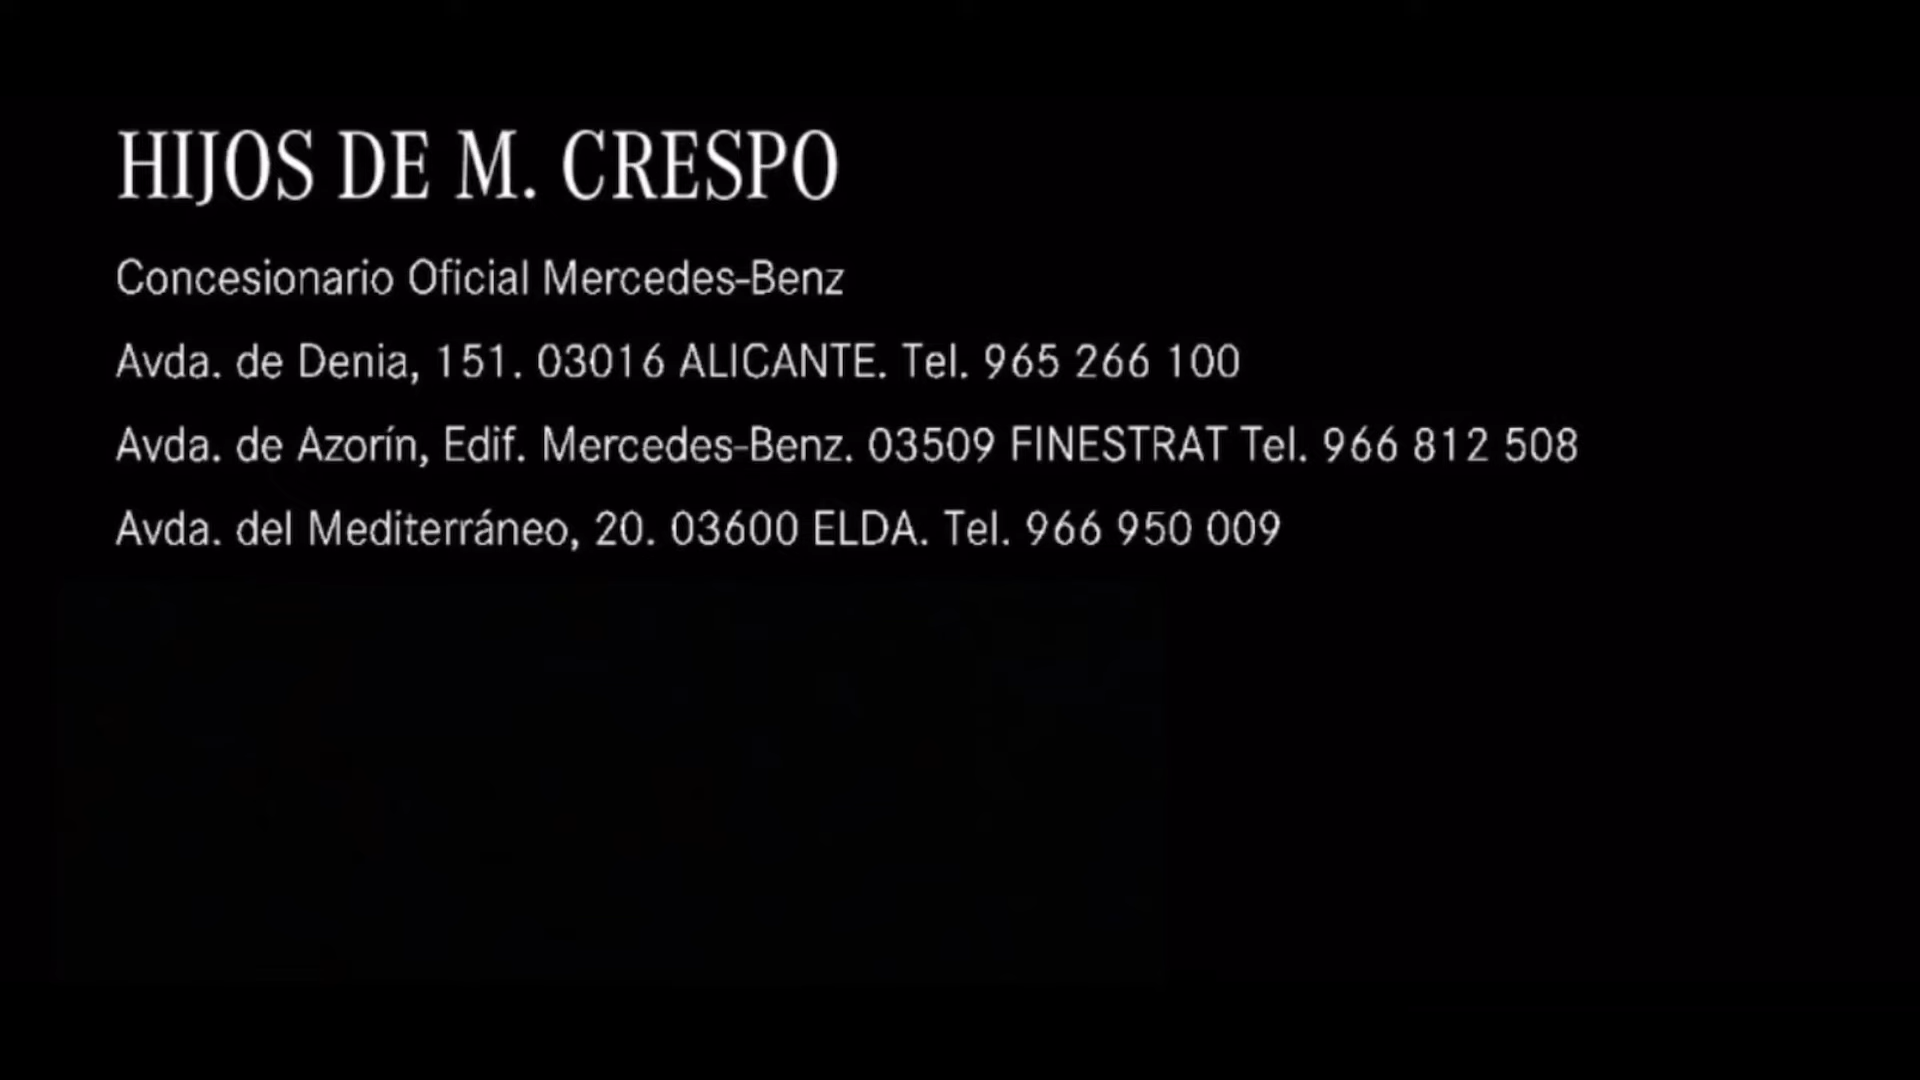 HIJOS DE M. CRESPO
Concesionario Oficial Mercedes-Benz
Avda. de Denia, 151. 03016 ALICANTE. Tel. 965 266 100
Avda. de Azorín, Edif. Mercedes-Benz. 03509 FINESTRAT Tel. 966 812 508
Avda. del Mediterráneo, 20. 03600 ELDA. Tel. 966 950 009